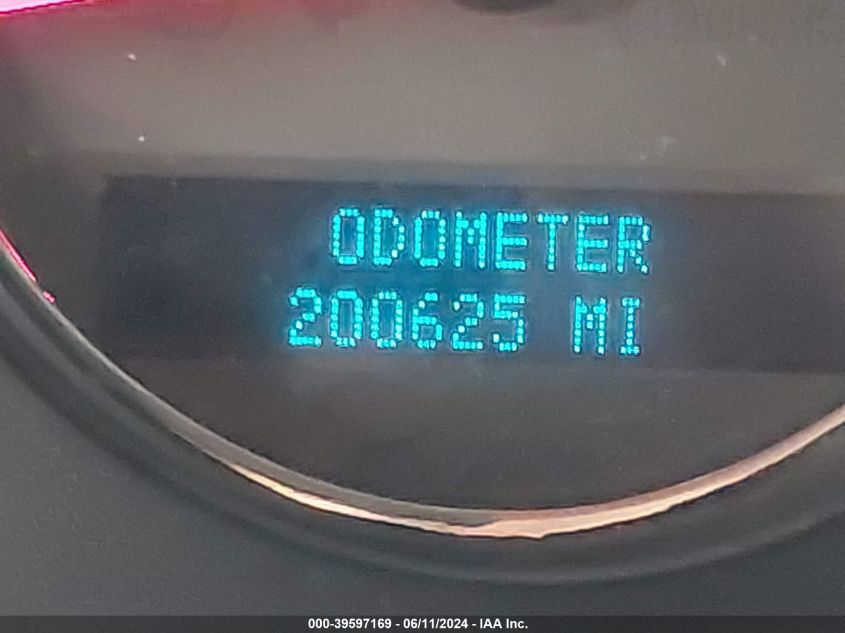 ODOMETER
200625 MI
000-39597169 - 06/11/2024 - IAA Inc.